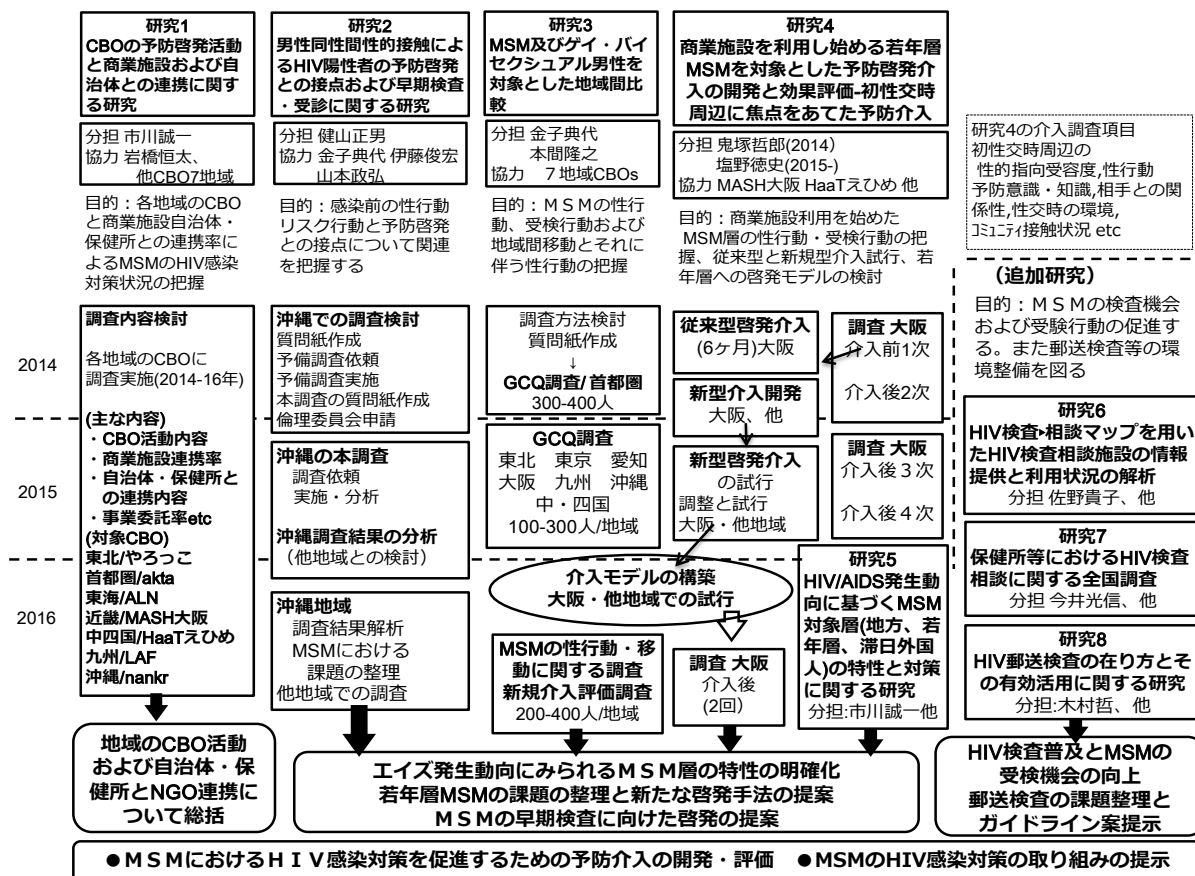 研究1
CBOの予防啓発活動
と商業施設および自
治体との連携に関す
る研究
分担 市川誠一
協力 岩橋恒太、
他CBO7地域
目的：各地域のCBO
と商業施設自治体・
保健所との連携率に
よるMSMのHIV感染
対策状況の把握
研究2
男性同性間性的接触による
HIV陽性者の予防啓発
との接点および早期検査
・受診に関する研究
分担 健山正男
協力 金子典代 伊藤俊宏
山本政弘
目的：感染前の性行動
リスク行動と予防啓発
との接点について関連
を把握する
研究3
MSM及びゲイ・バイ
セクシュアル男性を
対象とした地域間比
較
分担 金子典代
本間隆之
協力 ７地域CBOs
目的：ＭＳＭの性行
動、受検行動および
地域間移動とそれに
伴う性行動の把握
研究4
商業施設を利用し始める若年層
MSMを対象とした予防啓発介
入の開発と効果評価-初性交時
周辺に焦点をあてた予防介入
分担 鬼塚哲郎(2014）
塩野徳史(2015-)
協力 MASH大阪 HaaTえひめ 他
目的：商業施設利用を始めた
MSM層の性行動・受検行動の把
握、従来型と新規型介入試行、若
年層への啓発モデルの検討
研究4の介入調査項目
初性交時周辺の
性的指向受容度,性行動
予防意識・知識,相手との関
係性,性交時の環境,
コミュニティ接触状況 etc
（追加研究）
目的：ＭＳＭの検査機会
および受験行動の促進す
る。また郵送検査等の環
境整備を図る
2014
2015
2016
調査内容検討
各地域のCBOに
調査実施(2014-16年)
(主な内容)
・CBO活動内容
・商業施設連携率
・自治体・保健所と
の連携内容
・事業委託率etc
(対象CBO)
東北/やろっこ
首都圏/akta
東海/ALN
近畿/MASH大阪
中四国/HaaTえひめ
九州/LAF
沖縄/nankr
沖縄での調査検討
質問紙作成
予備調査依頼
予備調査実施
本調査の質問紙作成
倫理委員会申請
沖縄の本調査
調査依頼
実施・分析
沖縄調査結果の分析
（他地域との検討）
沖縄地域
調査結果解析
MSMにおける
課題の整理
他地域での調査
調査方法検討
質問紙作成
↓
GCQ調査/ 首都圏
300-400人
GCQ調査
東北 東京 愛知
大阪 九州 沖縄
中・四国
100-300人/地域
従来型啓発介入
(6ヶ月)大阪
新型介入開発
大阪、他
新型啓発介入
の試行
調整と試行
大阪・他地域
調査 大阪
介入前1次
介入後2次
調査 大阪
介入後３次
介入後４次
介入モデルの構築
大阪・他地域での試行
MSMの性行動・移
動に関する調査
新規介入評価調査
200-400人/地域
調査 大阪
介入後
(2回）
研究5
HIV/AIDS発生動
向に基づくMSM
対象層(地方、若
年層、滞日外国
人)の特性と対策
に関する研究
分担:市川誠一他
研究6
HIV検査・相談マップを用い
たHIV検査相談施設の情報
提供と利用状況の解析
分担 佐野貴子、他
研究7
保健所等におけるHIV検査
相談に関する全国調査
分担 今井光信、他
研究8
HIV郵送検査の在り方とそ
の有効活用に関する研究
分担:木村哲、他
地域のCBO活動
および自治体・保
健所とNGO連携に
ついて総括
エイズ発生動向にみられるＭＳＭ層の特性の明確化
若年層MSMの課題の整理と新たな啓発手法の提案
ＭＳＭの早期検査に向けた啓発の提案
HIV検査普及とMSMの
受検機会の向上
郵送検査の課題整理と
ガイドライン案提示
●ＭＳＭにおけるＨＩＶ感染対策を促進するための予防介入の開発・評価 ●MSMのHIV感染対策の取り組みの提示